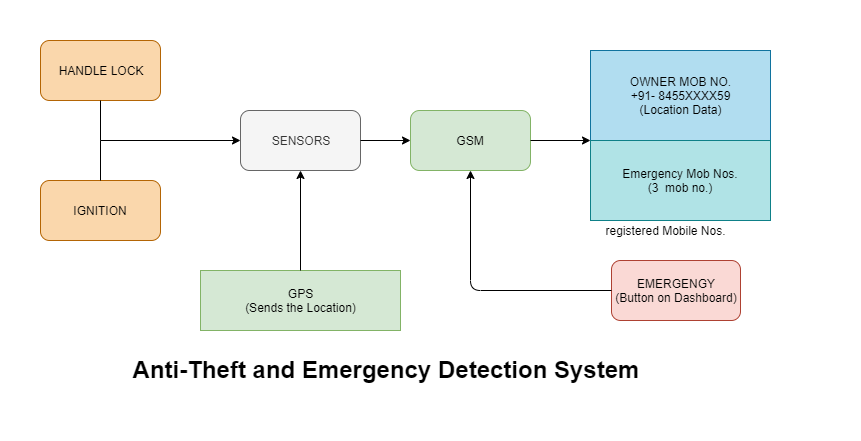 HANDLE LOCK
IGNITION
SENSORS
GSM
OWNER MOB NO.
+91- 8455XXXX59
(Location Data)
Emergency Mob Nos.
(3 mob no.)
registered Mobile Nos.
GPS
(Sends the Location)
EMERGENGY
(Button on Dashboard)
Anti-Theft and Emergency Detection System